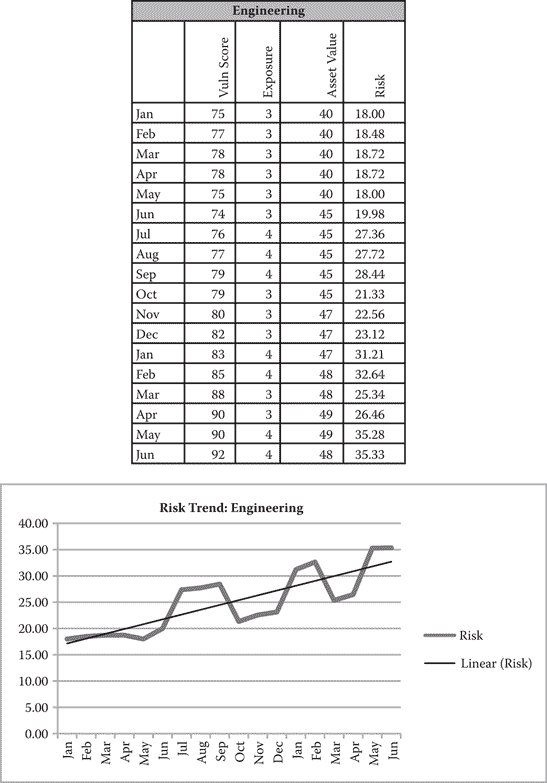 Engineering
Vuln Score Exposure Asset Value Risk
Jan 75 3 40 18.00
Feb 77 3 40 18.48
Mar 78 3 40 18.72
Apr 78 3 40 18.72
May 75 3 40 18.00
Jun 74 3 45 19.98
Jul 76 4 45 27.36
Aug 77 4 45 27.72
Sep 79 4 45 28.44
Oct 79 3 45 21.33
Nov 80 3 47 22.56
Dec 82 3 47 23.12
Jan 83 4 47 31.21
Feb 85 4 48 32.64
Mar 88 3 48 25.34
Apr 90 3 49 26.46
May 90 4 49 35.28
Jun 92 4 48 35.33
Risk Trend: Engineering
40.00
35.00
30.00
25.00
20.00
15.00
10.00
5.00
0.00
Jan Feb Mar Apr May Jun Jul Aug Sep Oct Nov Dec Jan Feb Mar Apr May Jun
Risk
Linear (Risk)